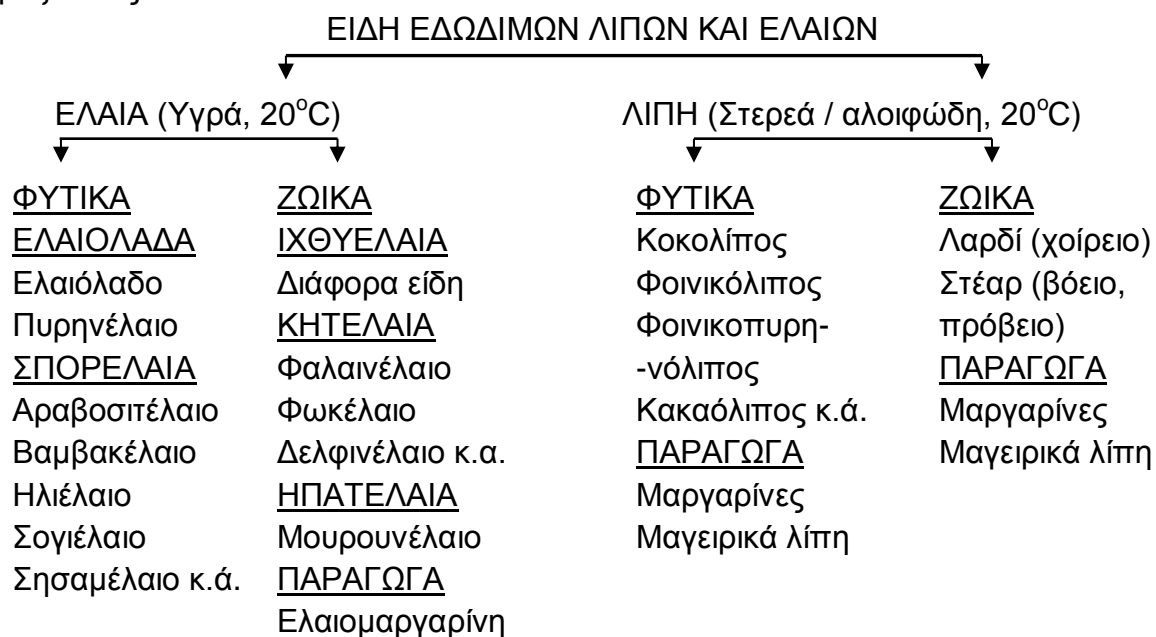 ΕΙΔΗ ΕΔΩΔΙΜΩΝ ΛΙΠΩΝ ΚΑΙ ΕΛΑΙΩΝ
ΕΛΑΙΑ (Υγρά, 20°C)
ΛΙΠΗ (Στερεά / αλοιφώδη, 20°C)
ΦΥΤΙΚΑ
ΕΛΑΙΟΛΑΔΑ
Ελαιόλαδο
Πυρηνέλαιο
ΣΠΟΡΕΛΑΙΑ
Αραβοσιτέλαιο
Βαμβακέλαιο
Ηλιέλαιο
Σογιέλαιο
Σησαμέλαιο κ.ά.
ΖΩΙΚΑ
ΙΧΘΥΕΛΑΙΑ
Διάφορα είδη
ΚΗΤΕΛΑΙΑ
Φαλαινέλαιο
Φωκέλαιο
Δελφινέλαιο κ.α.
ΗΠΑΤΕΛΑΙΑ
Μουρουνέλαιο
ΠΑΡΑΓΩΓΑ
Ελαιομαργαρίνη
ΦΥΤΙΚΑ
Κοκολίπος
Φοινικόλιπος
Φοινικοπυρη-
-νόλιπος
Κακαόλιπος κ.ά.
ΠΑΡΑΓΩΓΑ
Μαργαρίνες
Μαγειρικά λίπη
ΖΩΙΚΑ
Λαρδί (χοίρειο)
Στέαρ (βόειο,
πρόβειο)
ΠΑΡΑΓΩΓΑ
Μαργαρίνες
Μαγειρικά λίπη